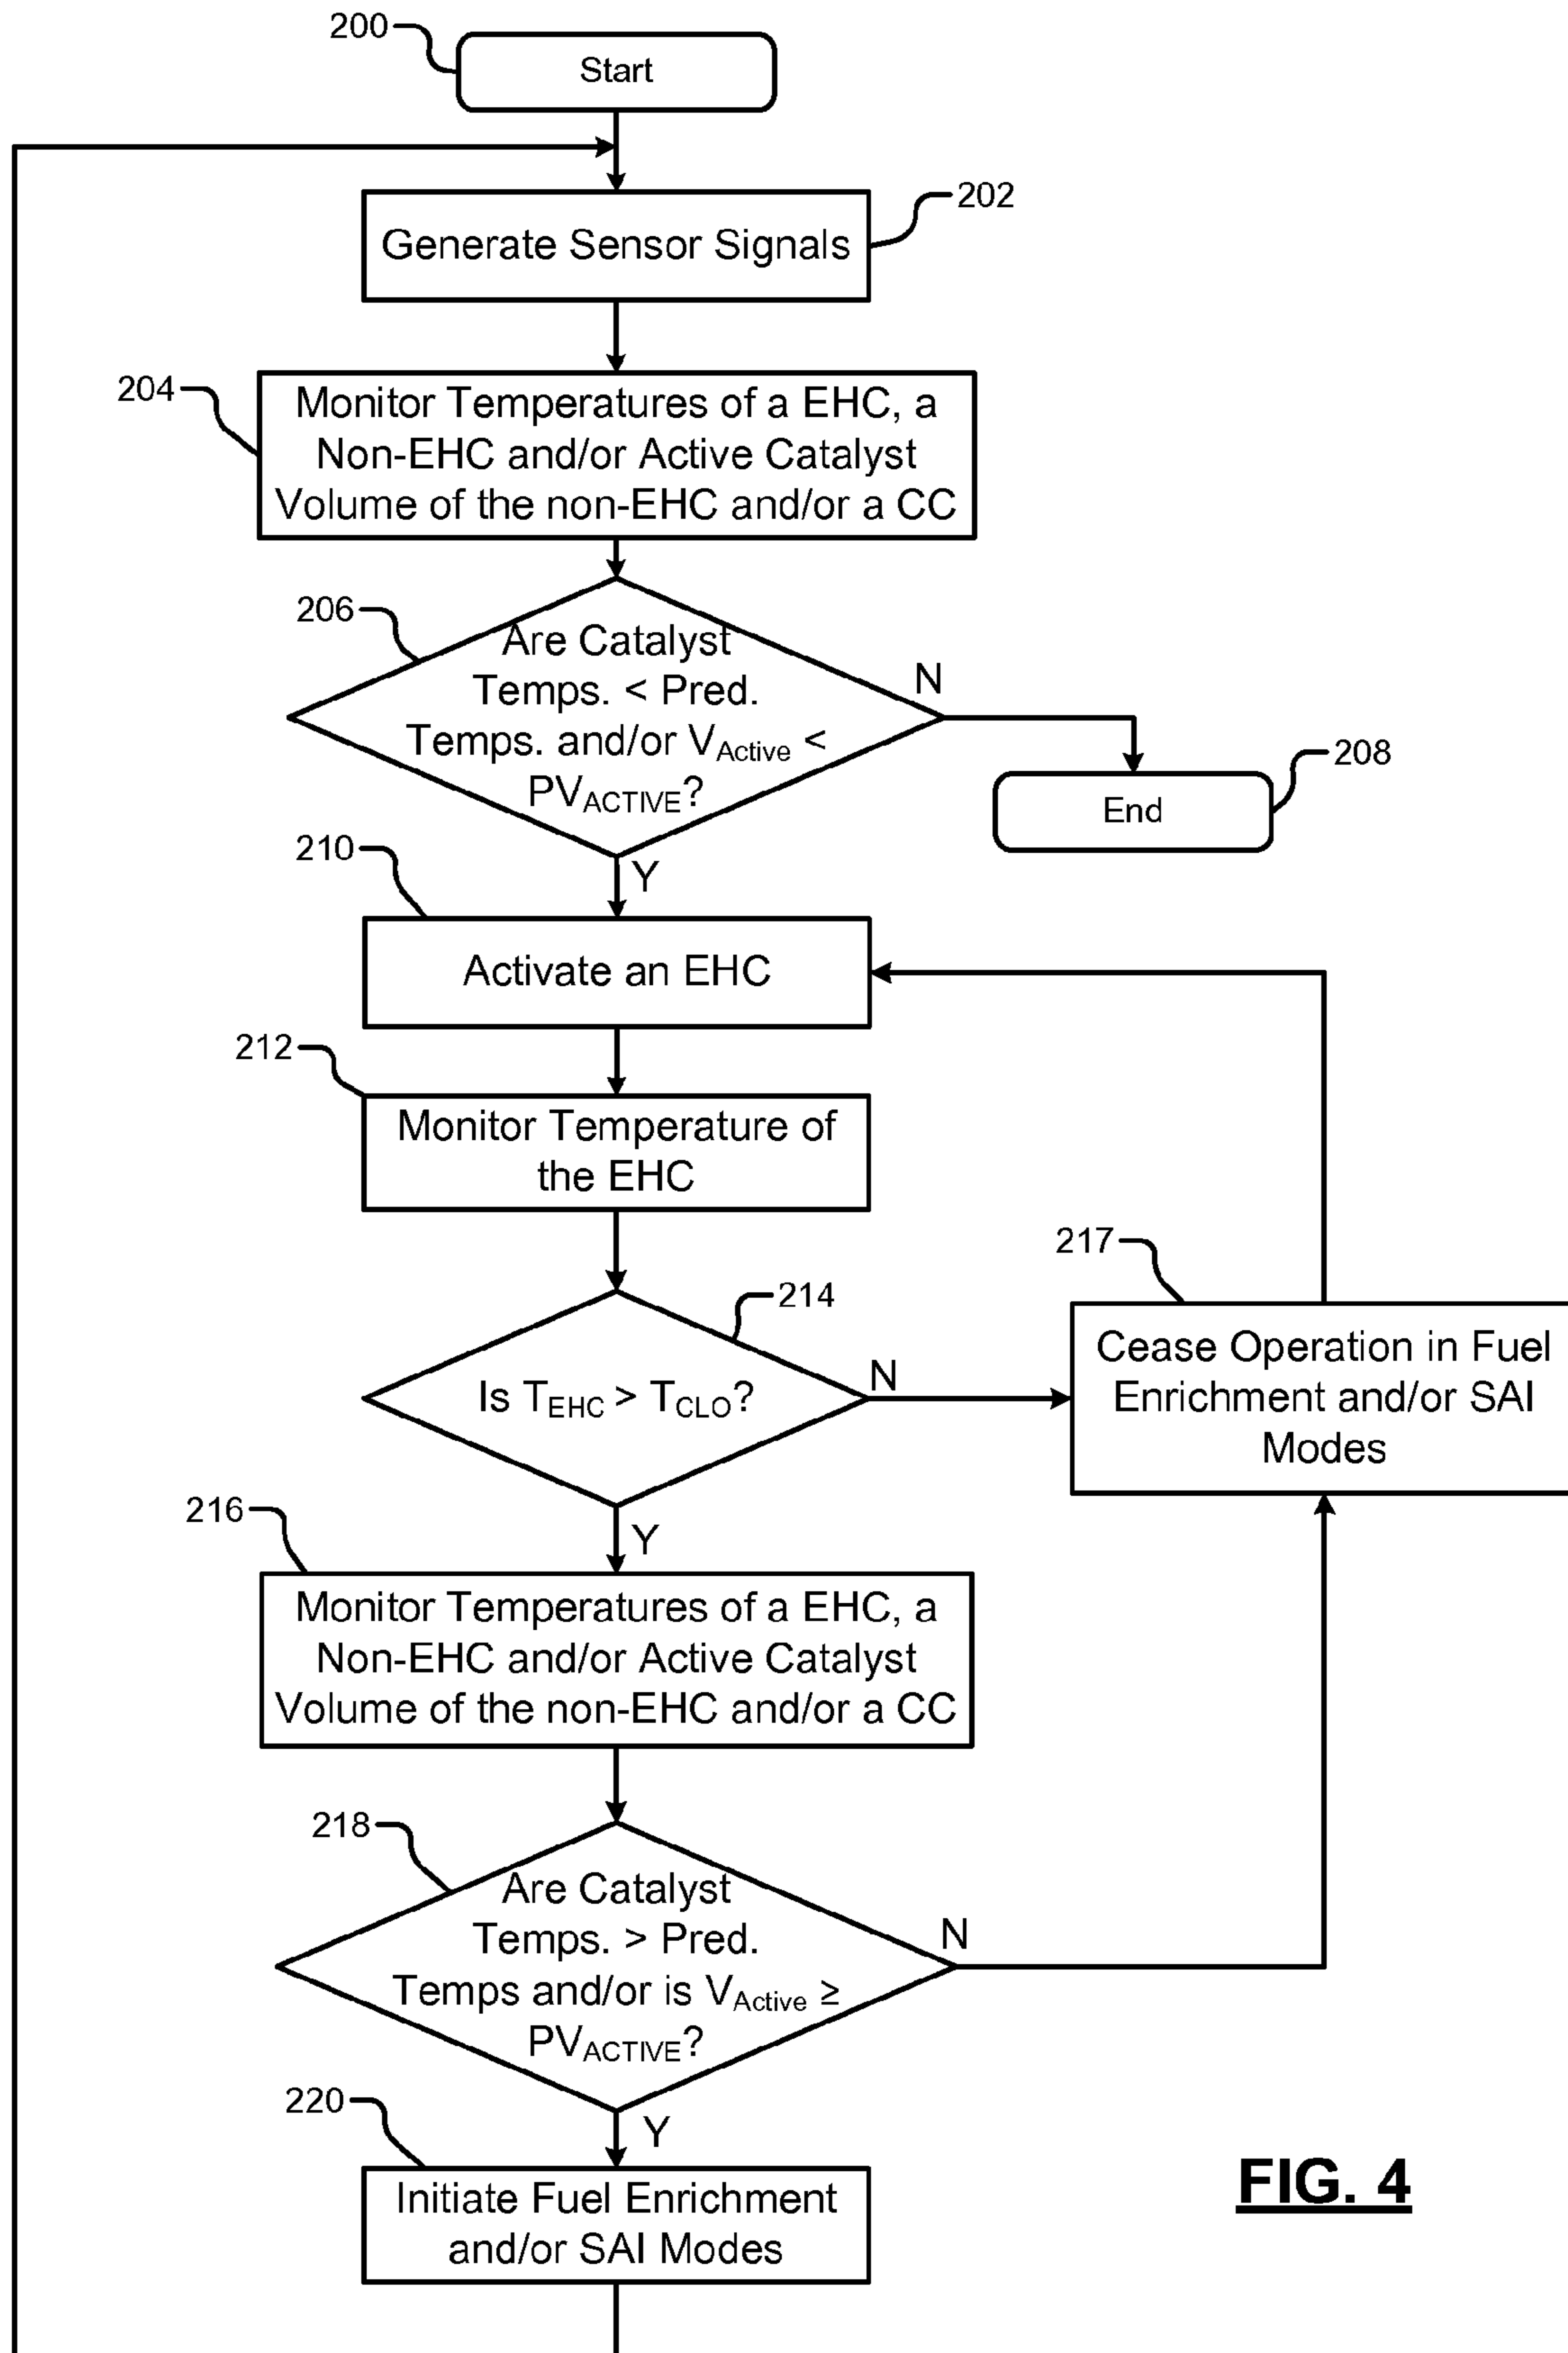 200
Start
202
Generate Sensor Signals
204
Monitor Temperatures of a EHC, a
Non-EHC and/or Active Catalyst
Volume of the non-EHC and/or a CC
206
Are Catalyst
Temps. < Pred.
Temps. and/or VActive <
PVACTIVE?
N
208
End
Y
210
Activate an EHC
212
Monitor Temperature of
the EHC
214
Is TEHC > TCLO?
N
217
Cease Operation in Fuel
Enrichment and/or SAI
Modes
Y
216
Monitor Temperatures of a EHC, a
Non-EHC and/or Active Catalyst
Volume of the non-EHC and/or a CC
218
Are Catalyst
Temps. > Pred.
Temps and/or is VActive ≥
PVACTIVE?
N
Y
220
Initiate Fuel Enrichment
and/or SAI Modes
FIG. 4